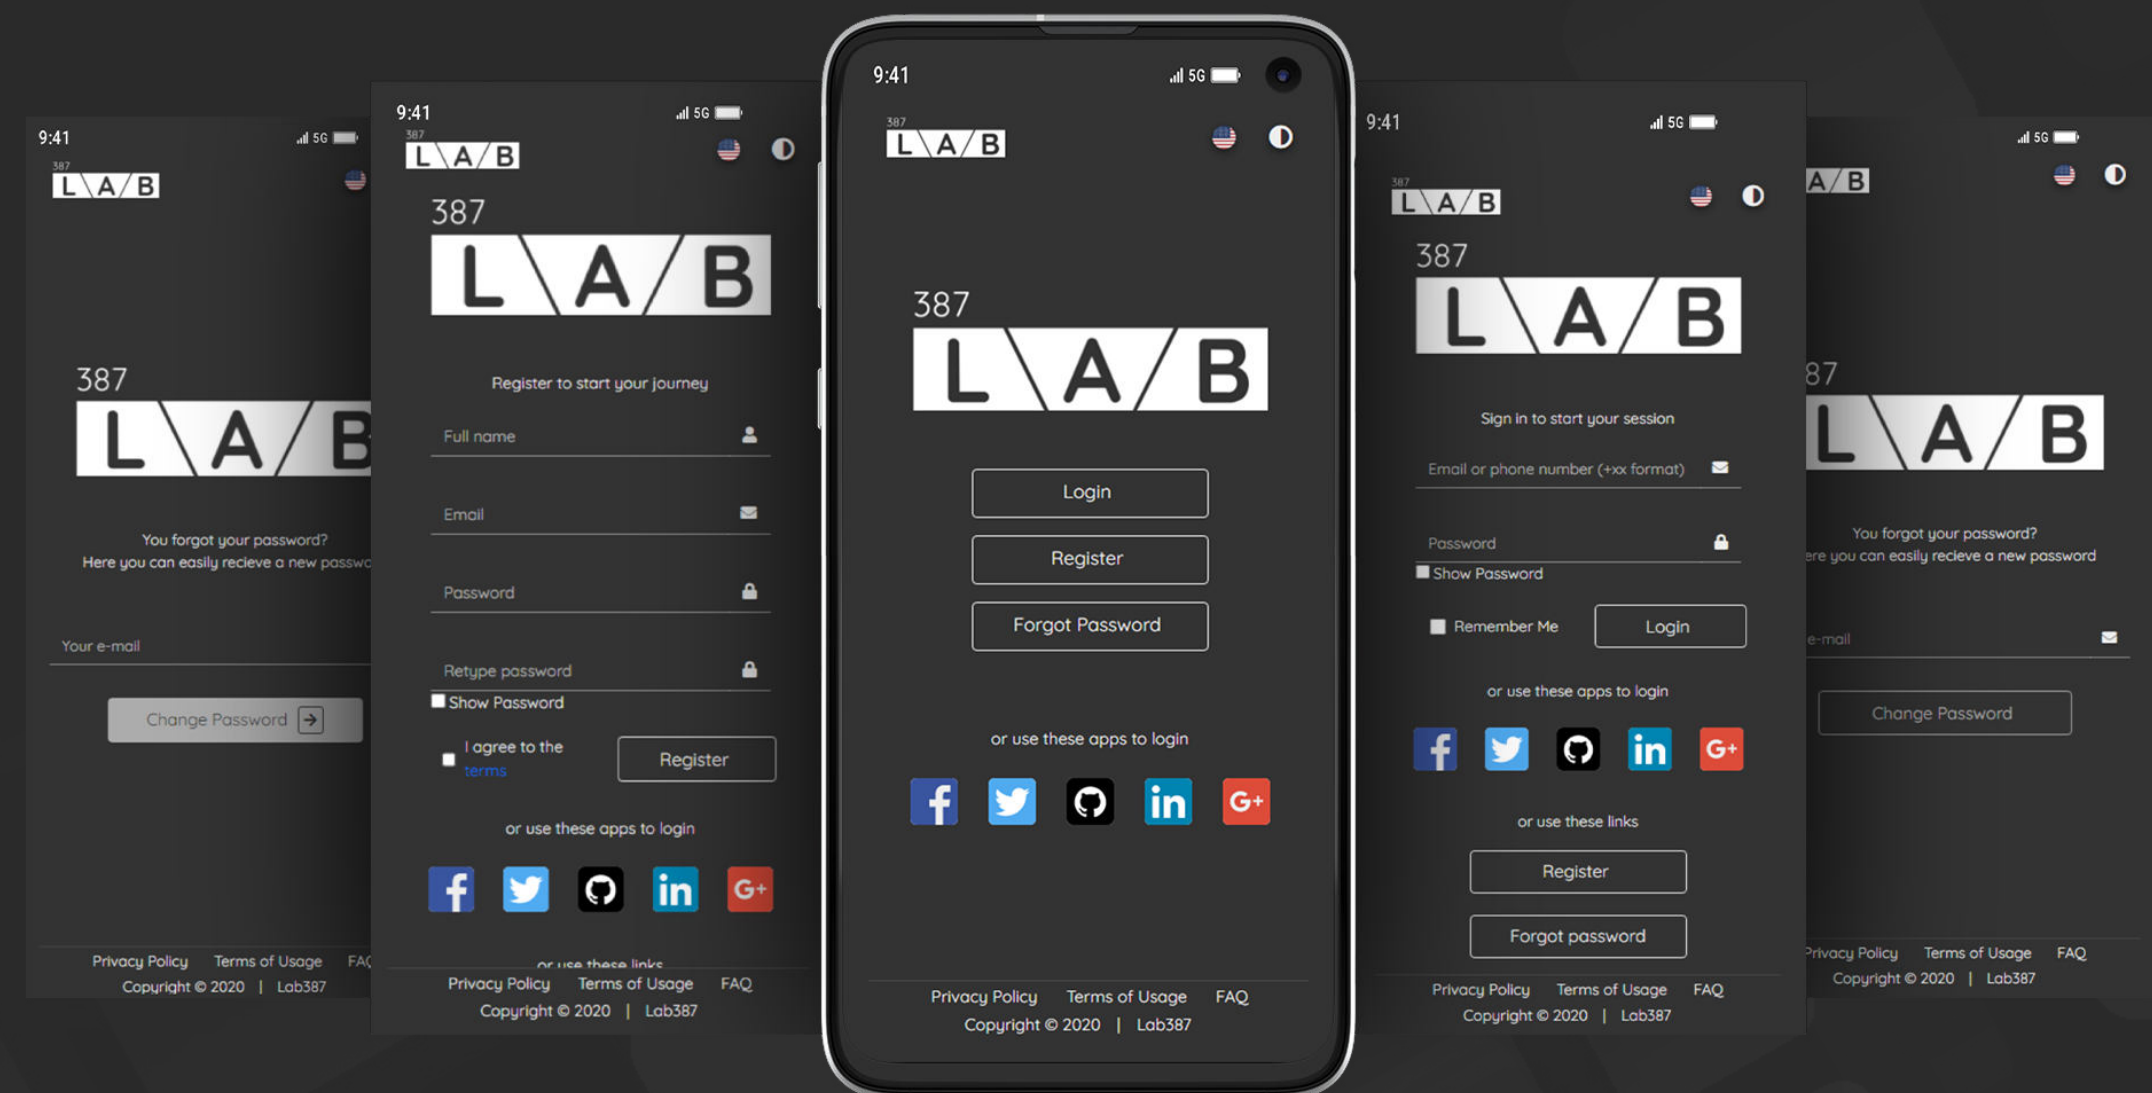 9:41
5G
387
L A B
387
L A B
You forgot your password?
Here you can easily recieve a new
Your e-mail
Change Password
Privacy Policy Terms of Usage
Copyright © 2020 | Lab387
9:41
5G
387
L A B
387
L A B
Register to start your journey
Full name
Email
Password
Retype password
Show Password
I agree to the
terms
Register
or use these apps to login
f
in
G+
or use these links
Privacy Policy Terms of Usage FAQ
Copyright © 2020 | Lab387
9:41
5G
387
L A B
387
L A B
Login
Register
Forgot Password
or use these apps to login
f
in
G+
Privacy Policy Terms of Usage FAQ
Copyright © 2020 | Lab387
9:41
5G
387
L A B
387
L A B
Sign in to start your session
Email or phone number (+xx format)
Password
Show Password
Remember Me Login
or use these apps to login
f
in
G+
or use these links
Register
Forgot password
Privacy Policy Terms of Usage FAQ
Copyright © 2020 | Lab387
5G
A B
87
L A B
You forgot your password?
ere you can easily recieve a new password
e-mail
Change Password
Privacy Policy Terms of Usage FAQ
Copyright © 2020 | Lab387